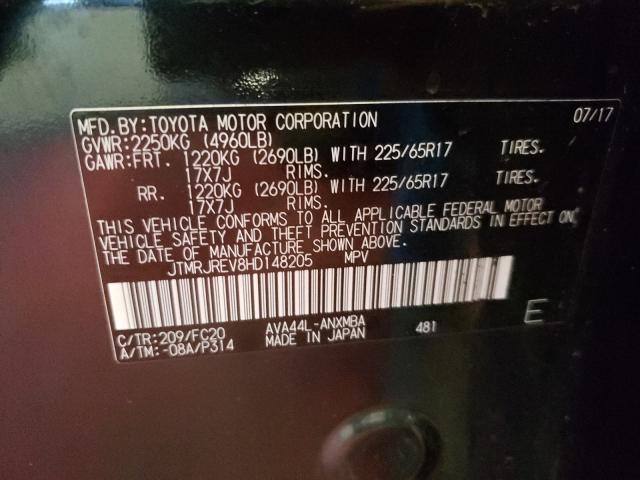 MFD.BY:TOYOTA MOTOR CORPORATION 07/17
GVWR:2250KG (4960LB)
GAWR:FRT. 1220KG (2690LB) WITH 225/65R17 TIRES.
17X7J RIMS.
RR. 1220KG (2690LB) WITH 225/65R17 TIRES.
17X7J RIMS.
THIS VEHICLE CONFORMS TO ALL APPLICABLE FEDERAL MOTOR
VEHICLE SAFETY AND THEFT PREVENTION STANDARDS IN EFFECT ON
THE DATE OF MANUFACTURE SHOWN ABOVE.
JTMRJREV8HD148205 MPV
C/TR:209/FC20 AVA44L-ANXMBA 481 E
A/TM:-08A/P314 MADE IN JAPAN